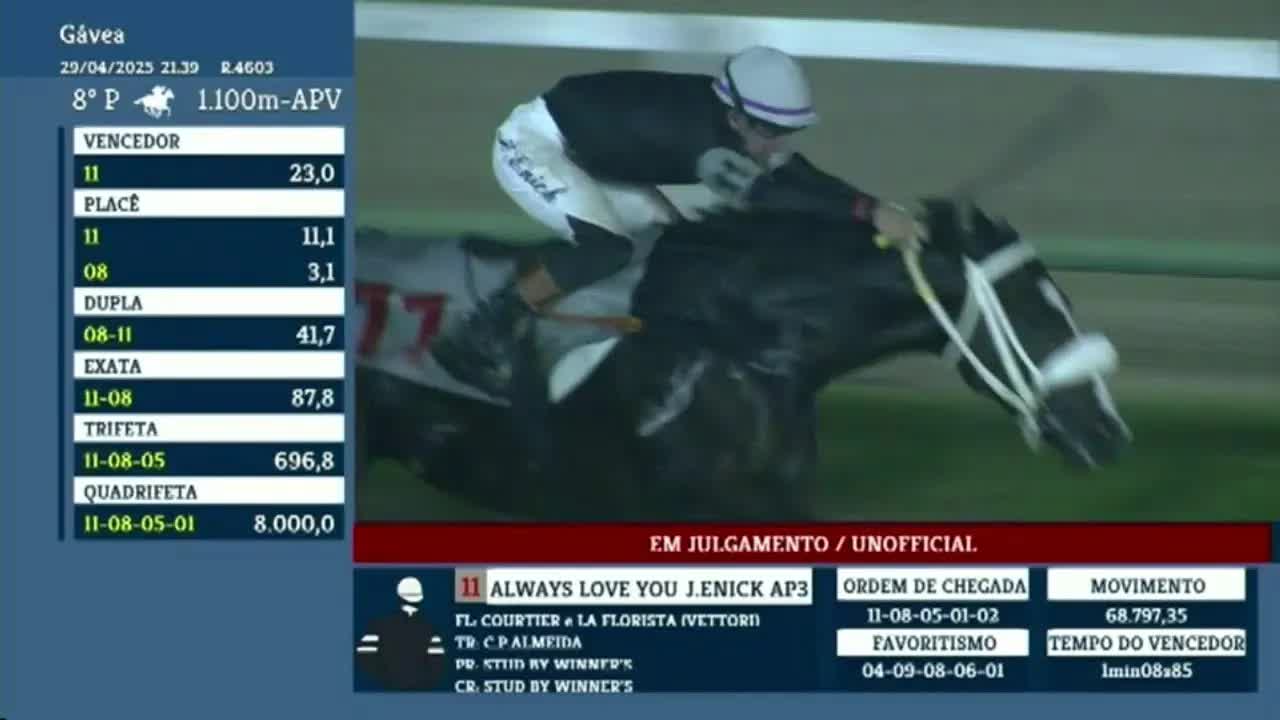 Gávea
29/04/2025 21.39 R.4603
8° P 1.100m-APV
VENCEDOR
11 23,0
PLACÊ
11 11,1
08 3,1
DUPLA
08-11 41,7
EXATA
11-08 87,8
TRIFETA
11-08-05 696,8
QUADRIFETA
11-08-05-01 8.000,0
J.Enick
11
EM JULGAMENTO / UNOFFICIAL
11 ALWAYS LOVE YOU J.ENICK AP3
FL: COURTIER e LA FLORISTA (VETTORI)
TR: C.P.ALMEIDA
PR: STUD BY WINNER'S
CR: STUD BY WINNER'S
ORDEM DE CHEGADA
11-08-05-01-02
FAVORITISMO
04-09-08-06-01
MOVIMENTO
68.797,35
TEMPO DO VENCEDOR
1min08s85